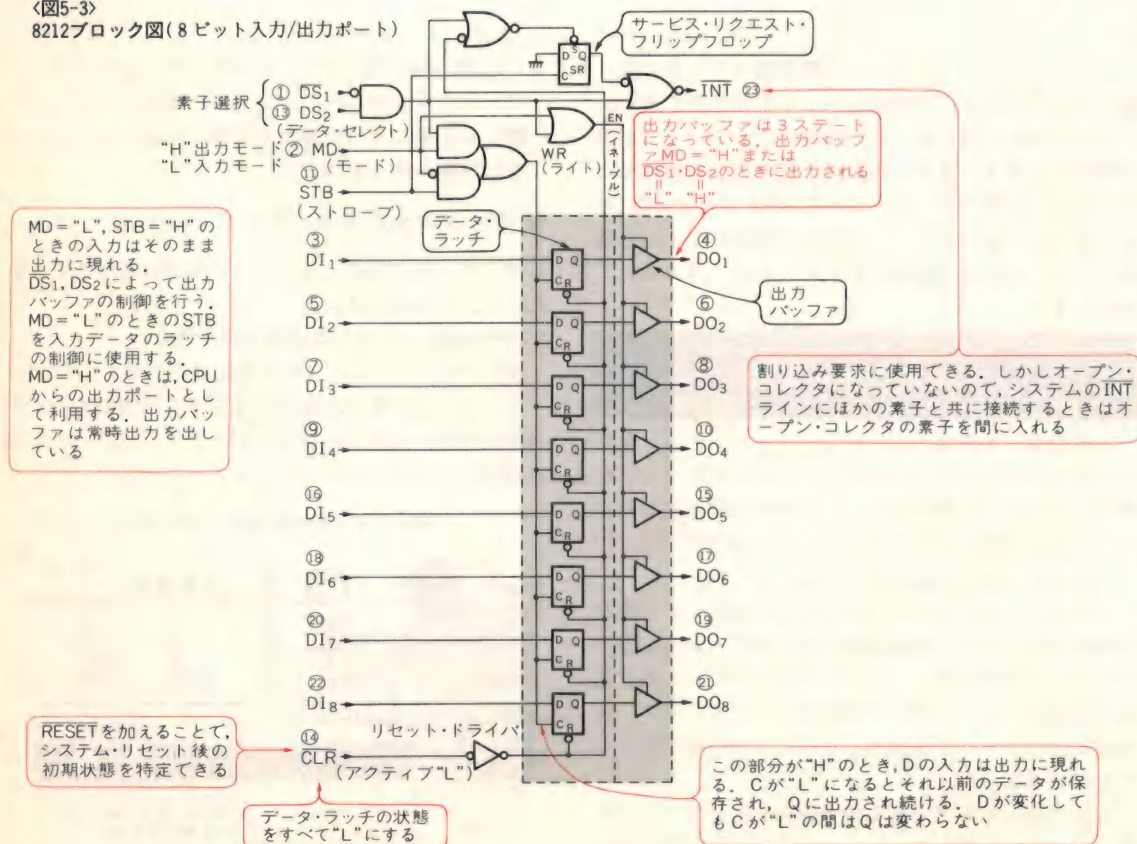 〈図5-3〉
8212ブロック図(8ビット入力/出力ポート)
サービス・リクエスト・
フリップフロップ
S
D Q
SR
C
素子選択
① DS̅₁
⑬ DS₂
(データ・セレクト)
INT̅ ㉓
"H"出力モード② MD
"L"入力モード (モード)
⑪
STB
(ストローブ)
WR
(ライト)
EN
(イネーブル)
出力バッファは3ステート
になっている．出力バッフ
ァMD="H"または
DS̅₁・DS₂のときに出力される
"L" "H"
データ・
ラッチ
MD="L", STB="H"の
ときの入力はそのまま
出力に現れる．
DS̅₁, DS₂によって出力
バッファの制御を行う．
MD="L"のときのSTB
を入力データのラッチ
の制御に使用する．
MD="H"のときは, CPU
からの出力ポートとし
て利用する．出力バッ
ファは常時出力を出し
ている
③
DI₁
D Q
C R
④
DO₁
出力
バッファ
⑤
DI₂
D Q
C R
⑥
DO₂
⑦
DI₃
D Q
C R
⑧
DO₃
割り込み要求に使用できる．しかしオープン・
コレクタになっていないので, システムのINT̅
ラインにほかの素子と共に接続するときはオ
ープン・コレクタの素子を間に入れる
⑨
DI₄
D Q
C R
⑩
DO₄
⑯
DI₅
D Q
C R
⑮
DO₅
⑱
DI₆
D Q
C R
⑰
DO₆
⑳
DI₇
D Q
C R
⑲
DO₇
㉒
DI₈
D Q
C R
㉑
DO₈
RESET̅を加えることで,
システム・リセット後の
初期状態を特定できる
⑭
CLR̅
(アクティブ"L")
リセット・ドライバ
データ・ラッチの状態
をすべて"L"にする
この部分が"H"のとき, Dの入力は出力に現れ
る．Cが"L"になるとそれ以前のデータが保
存され, Qに出力され続ける．Dが変化して
もCが"L"の間はQは変わらない